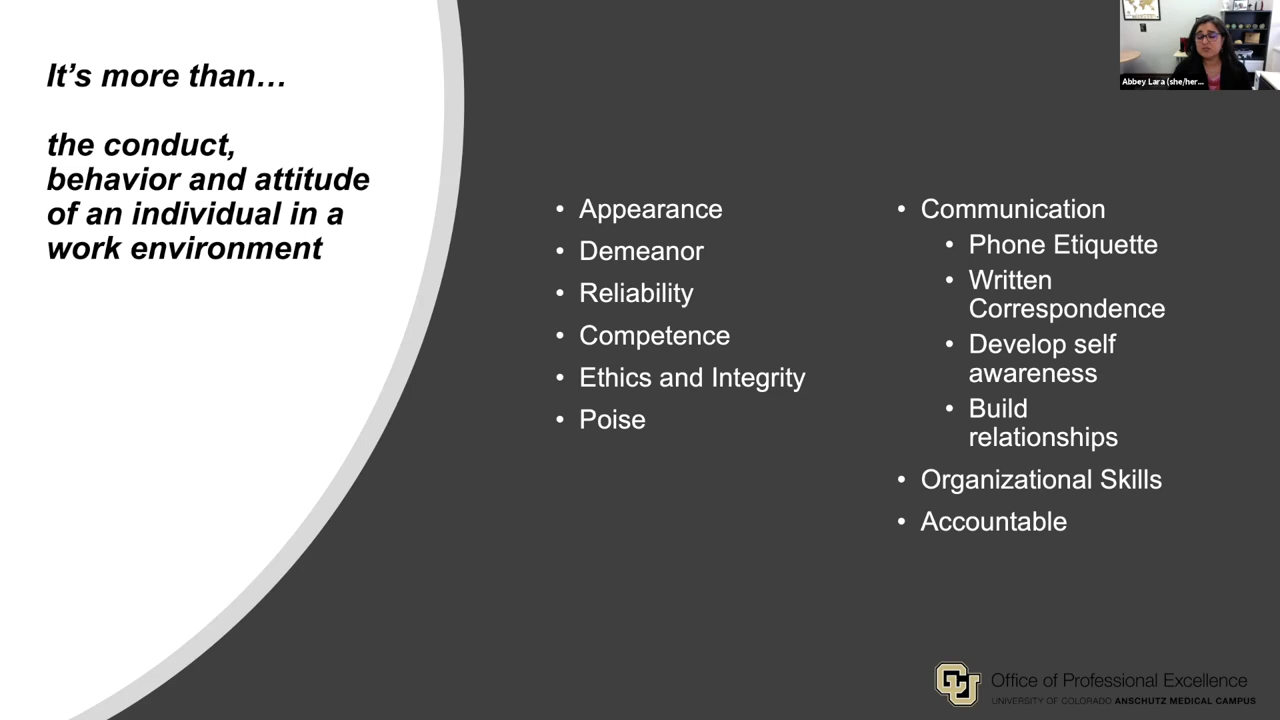 It's more than…
the conduct,
behavior and attitude
of an individual in a
work environment
• Appearance
• Demeanor
• Reliability
• Competence
• Ethics and Integrity
• Poise
• Communication
• Phone Etiquette
• Written
Correspondence
• Develop self
awareness
• Build
relationships
• Organizational Skills
• Accountable
Abbey Lara (she/her...
CU
Office of Professional Excellence
UNIVERSITY OF COLORADO ANSCHUTZ MEDICAL CAMPUS